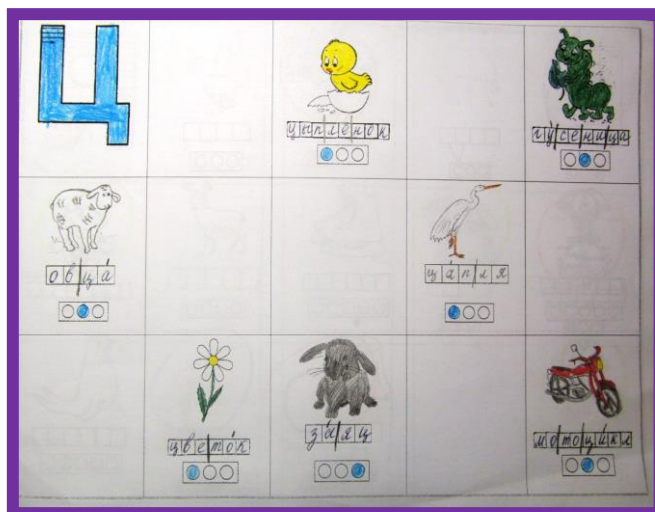 Ц
цыплёнок
гусеница
овца
цапля
цветок
заяц
мотоцикл